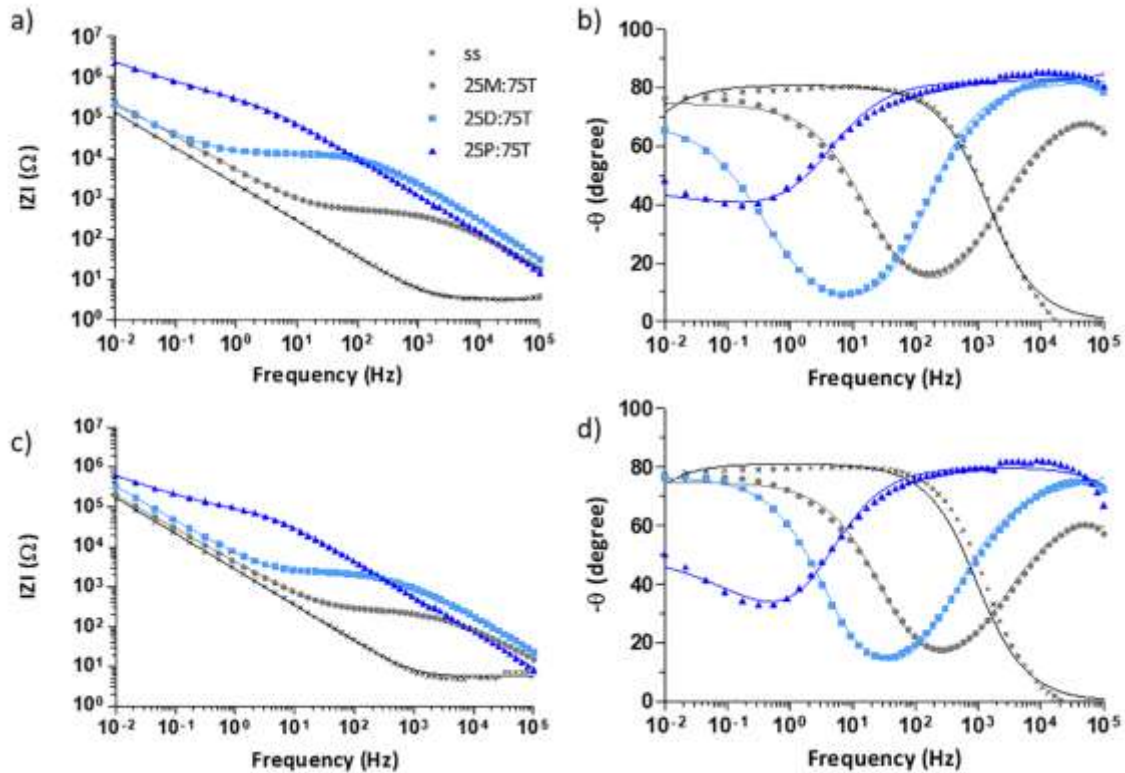 a)
10⁷
10⁶
10⁵
10⁴
10³
10²
10¹
10⁰
IZI (Ω)
10⁻² 10⁻¹ 10⁰ 10¹ 10² 10³ 10⁴ 10⁵
Frequency (Hz)
ss
25M:75T
25D:75T
25P:75T
b)
100
80
60
40
20
0
-θ (degree)
10⁻² 10⁻¹ 10⁰ 10¹ 10² 10³ 10⁴ 10⁵
Frequency (Hz)
c)
10⁷
10⁶
10⁵
10⁴
10³
10²
10¹
10⁰
IZI (Ω)
10⁻² 10⁻¹ 10⁰ 10¹ 10² 10³ 10⁴ 10⁵
Frequency (Hz)
d)
100
80
60
40
20
0
-θ (degree)
10⁻² 10⁻¹ 10⁰ 10¹ 10² 10³ 10⁴ 10⁵
Frequency (Hz)